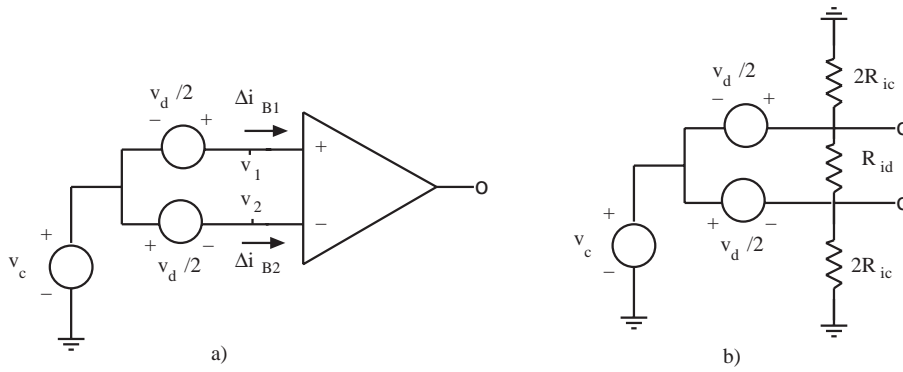 v_d /2
− +
Δi_B1
v_1
+
v_2
−
+ −
v_d /2
Δi_B2
+
v_c
−
a)
v_d /2
− +
2R_ic
R_id
+ −
v_d /2
2R_ic
+
v_c
−
b)